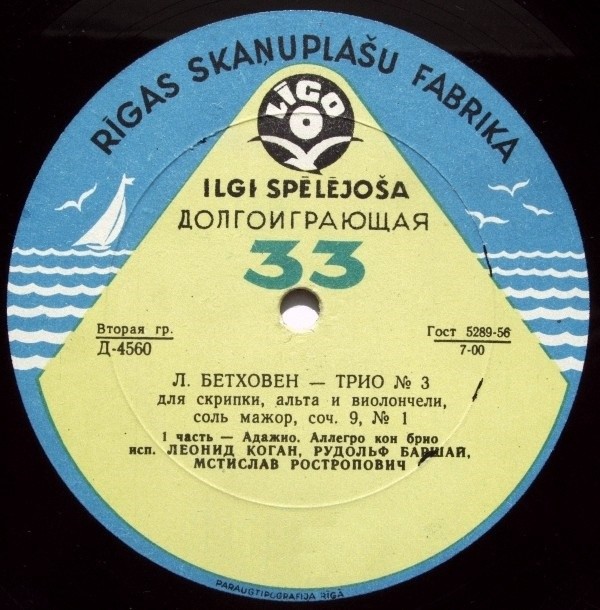 RĪGAS SKAŅUPLAŠU FABRIKA
LĪGO
ILGI SPĒLĒJOŠA
ДОЛГОИГРАЮЩАЯ
33
Вторая гр.
Д-4560
Гост 5289-56
7-00
Л. БЕТХОВЕН — ТРИО № 3
для скрипки, альта и виолончели,
соль мажор, соч. 9, № 1
1 часть — Адажио. Аллегро кон брио
исп. ЛЕОНИД КОГАН, РУДОЛЬФ БАРШАЙ,
МСТИСЛАВ РОСТРОПОВИЧ
PARAUGTIPOGRAFIJA RĪGĀ